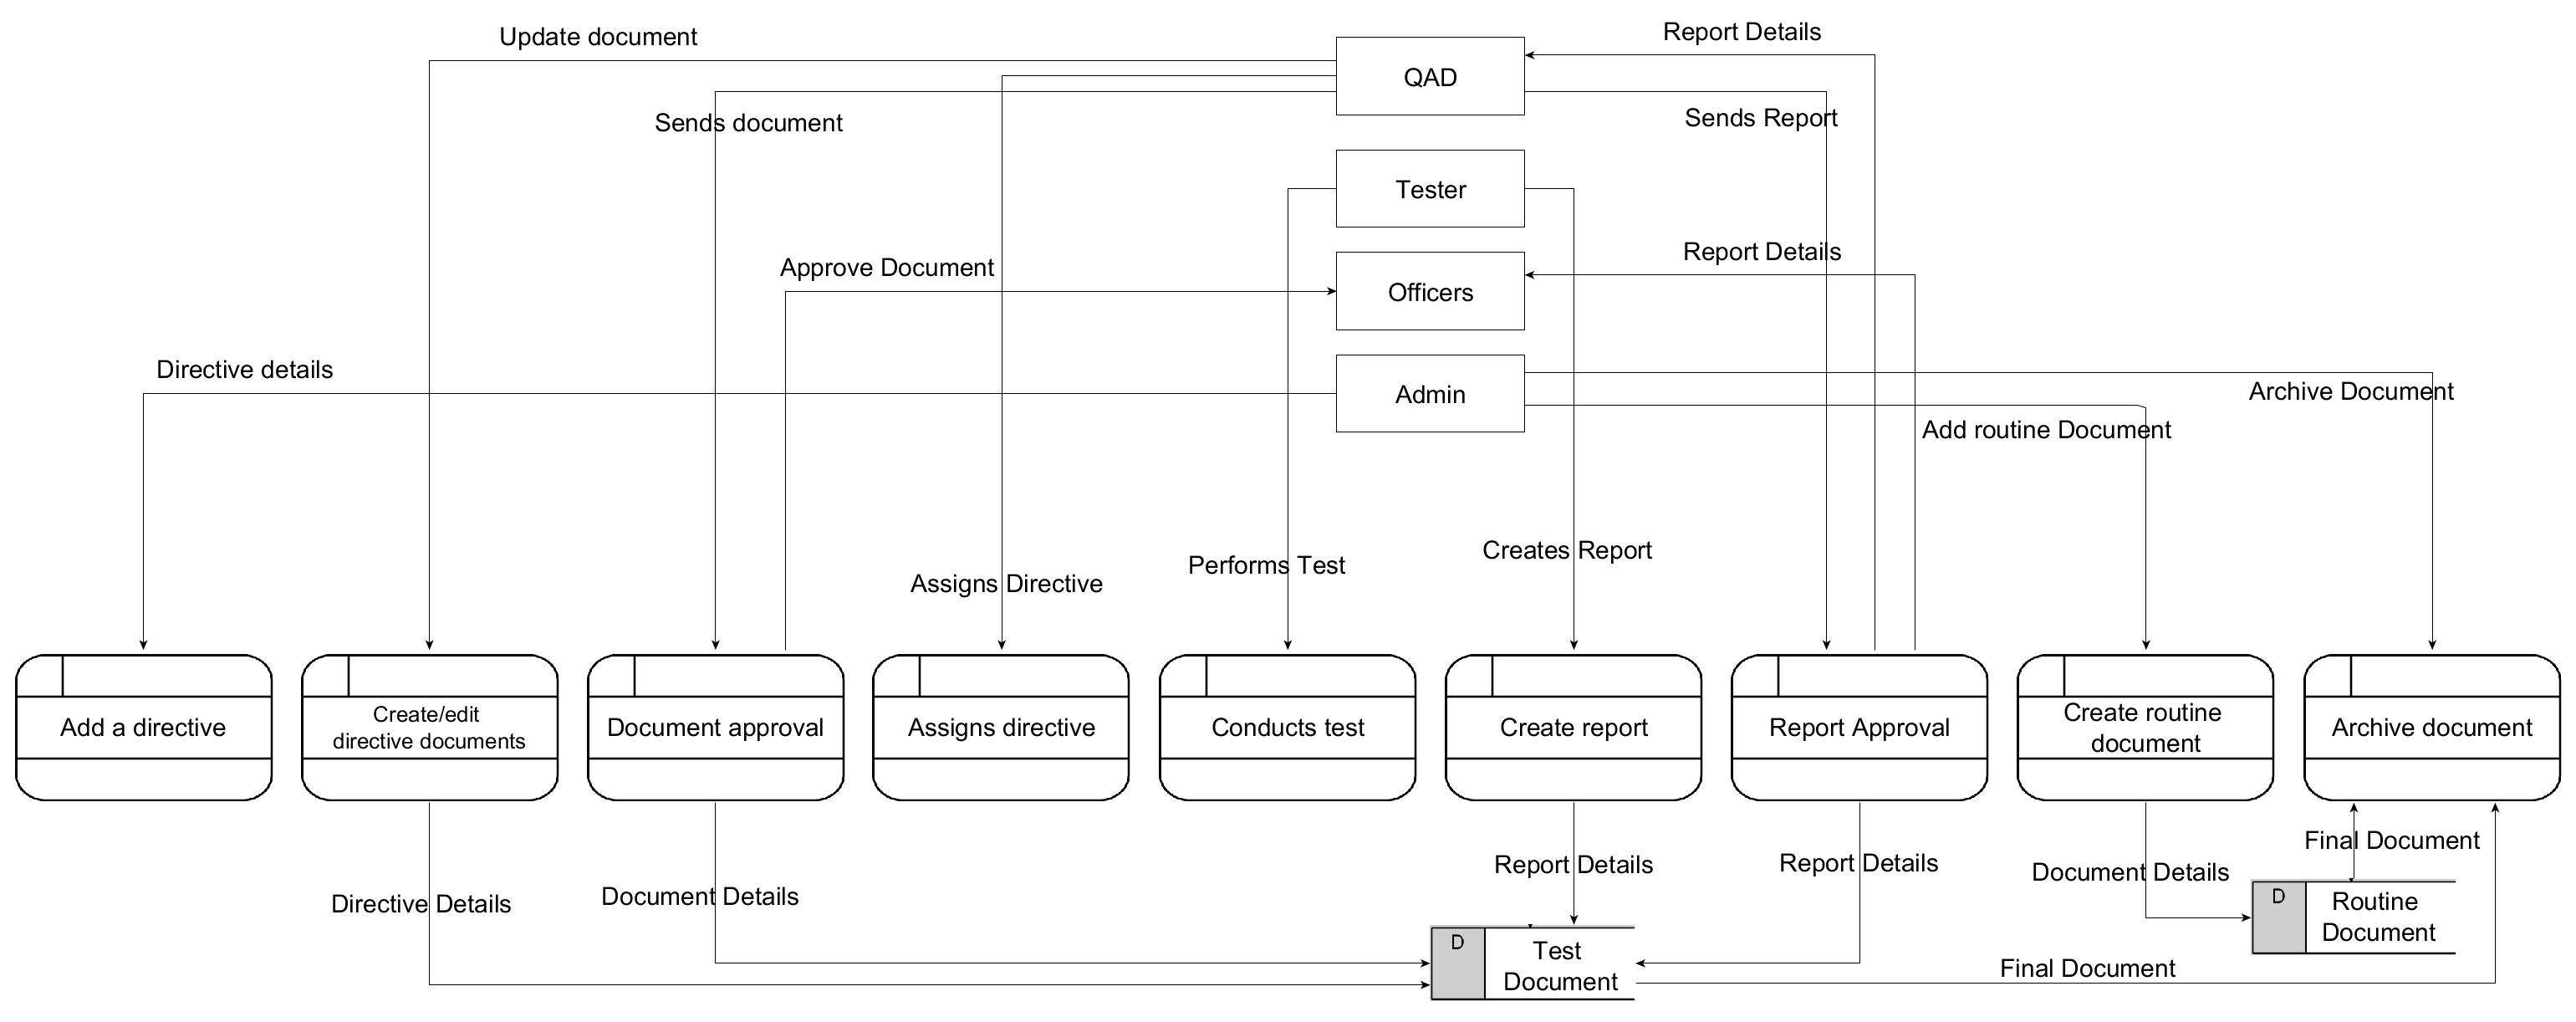 Update document
Report Details
QAD
Sends document
Sends Report
Tester
Approve Document
Report Details
Officers
Directive details
Admin
Archive Document
Add routine Document
Creates Report
Performs Test
Assigns Directive
Add a directive
Create/edit
directive documents
Document approval
Assigns directive
Conducts test
Create report
Report Approval
Create routine
document
Archive document
Final Document
Report Details
Report Details
Document Details
Directive Details
Document Details
D
Routine
Document
D
Test
Document
Final Document